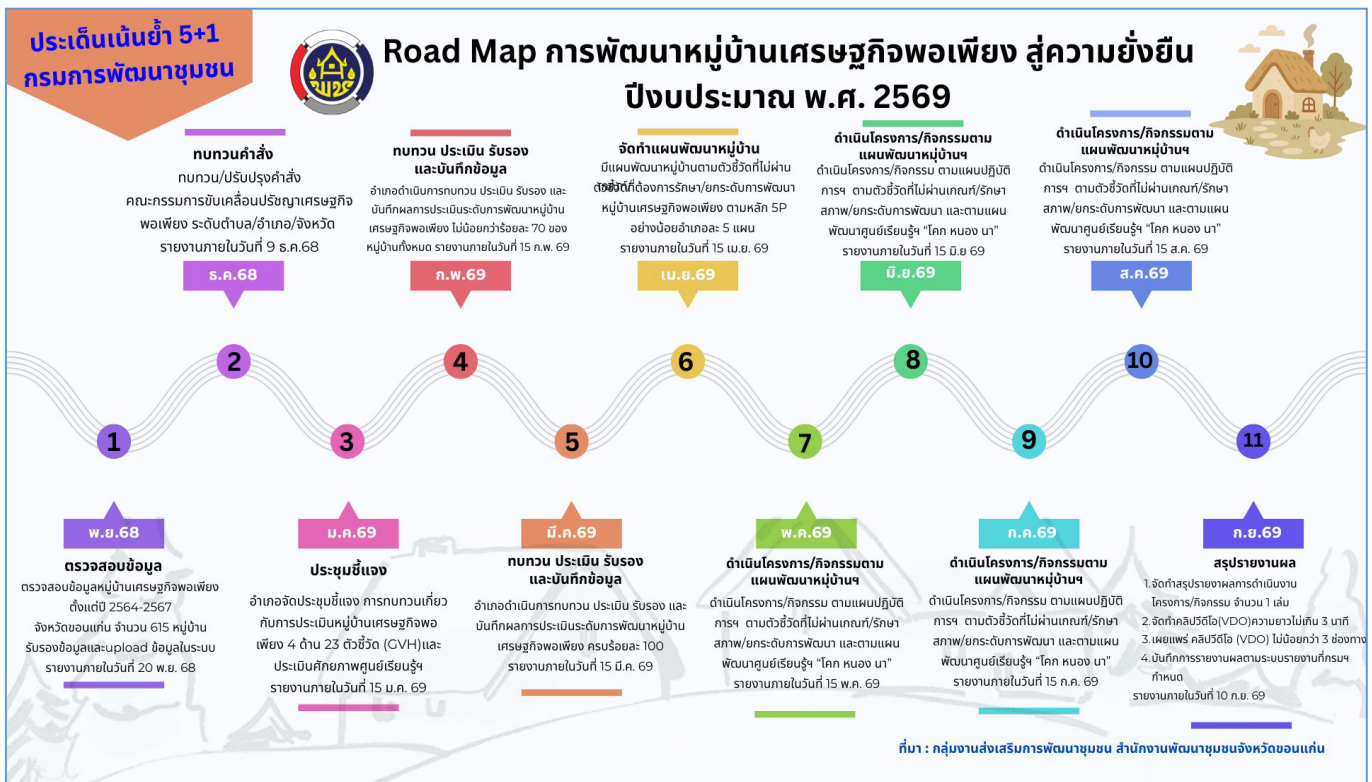 ประเด็นเน้นย้ำ 5+1
กรมการพัฒนาชุมชน
พช
Road Map การพัฒนาหมู่บ้านเศรษฐกิจพอเพียง สู่ความยั่งยืน
ปีงบประมาณ พ.ศ. 2569
1
พ.ย.68
ตรวจสอบข้อมูล
ตรวจสอบข้อมูลหมู่บ้านเศรษฐกิจพอเพียง
ตั้งแต่ปี 2564-2567
จังหวัดขอนแก่น จำนวน 615 หมู่บ้าน
รับรองข้อมูลและupload ข้อมูลในระบบ
รายงานภายในวันที่ 20 พ.ย. 68
ทบทวนคำสั่ง
ทบทวน/ปรับปรุงคำสั่ง
คณะกรรมการขับเคลื่อนปรัชญาเศรษฐกิจ
พอเพียง ระดับตำบล/อำเภอ/จังหวัด
รายงานภายในวันที่ 9 ธ.ค.68
ธ.ค.68
2
3
ม.ค.69
ประชุมชี้แจง
อำเภอจัดประชุมชี้แจง การทบทวนเกี่ยว
กับการประเมินหมู่บ้านเศรษฐกิจพอ
เพียง 4 ด้าน 23 ตัวชี้วัด (GVH)และ
ประเมินศักยภาพศูนย์เรียนรู้ฯ
รายงานภายในวันที่ 15 ม.ค. 69
ทบทวน ประเมิน รับรอง
และบันทึกข้อมูล
อำเภอดำเนินการทบทวน ประเมิน รับรอง และ
บันทึกผลการประเมินระดับการพัฒนาหมู่บ้าน
เศรษฐกิจพอเพียง ไม่น้อยกว่าร้อยละ 70 ของ
หมู่บ้านทั้งหมด รายงานภายในวันที่ 15 ก.พ. 69
ก.พ.69
4
5
มี.ค.69
ทบทวน ประเมิน รับรอง
และบันทึกข้อมูล
อำเภอดำเนินการทบทวน ประเมิน รับรอง และ
บันทึกผลการประเมินระดับการพัฒนาหมู่บ้าน
เศรษฐกิจพอเพียง ครบร้อยละ 100
รายงานภายในวันที่ 15 มี.ค. 69
จัดทำแผนพัฒนาหมู่บ้าน
มีแผนพัฒนาหมู่บ้านตามตัวชี้วัดที่ไม่ผ่าน
ตัวชี้วัดที่ต้องการรักษา/ยกระดับการพัฒนา
หมู่บ้านเศรษฐกิจพอเพียง ตามหลัก 5P
อย่างน้อยอำเภอละ 5 แผน
รายงานภายในวันที่ 15 เม.ย. 69
เม.ย.69
6
7
พ.ค.69
ดำเนินโครงการ/กิจกรรมตาม
แผนพัฒนาหมู่บ้านฯ
ดำเนินโครงการ/กิจกรรม ตามแผนปฏิบัติ
การฯ ตามตัวชี้วัดที่ไม่ผ่านเกณฑ์/รักษา
สภาพ/ยกระดับการพัฒนา และตามแผน
พัฒนาศูนย์เรียนรู้ฯ “โคก หนอง นา”
รายงานภายในวันที่ 15 พ.ค. 69
ดำเนินโครงการ/กิจกรรมตาม
แผนพัฒนาหมู่บ้านฯ
ดำเนินโครงการ/กิจกรรม ตามแผนปฏิบัติ
การฯ ตามตัวชี้วัดที่ไม่ผ่านเกณฑ์/รักษา
สภาพ/ยกระดับการพัฒนา และตามแผน
พัฒนาศูนย์เรียนรู้ฯ “โคก หนอง นา”
รายงานภายในวันที่ 15 มิ.ย 69
มิ.ย.69
8
9
ก.ค.69
ดำเนินโครงการ/กิจกรรมตาม
แผนพัฒนาหมู่บ้านฯ
ดำเนินโครงการ/กิจกรรม ตามแผนปฏิบัติ
การฯ ตามตัวชี้วัดที่ไม่ผ่านเกณฑ์/รักษา
สภาพ/ยกระดับการพัฒนา และตามแผน
พัฒนาศูนย์เรียนรู้ฯ “โคก หนอง นา”
รายงานภายในวันที่ 15 ก.ค. 69
ดำเนินโครงการ/กิจกรรมตาม
แผนพัฒนาหมู่บ้านฯ
ดำเนินโครงการ/กิจกรรม ตามแผนปฏิบัติ
การฯ ตามตัวชี้วัดที่ไม่ผ่านเกณฑ์/รักษา
สภาพ/ยกระดับการพัฒนา และตามแผน
พัฒนาศูนย์เรียนรู้ฯ “โคก หนอง นา”
รายงานภายในวันที่ 15 ส.ค. 69
ส.ค.69
10
11
ก.ย.69
สรุปรายงานผล
1.จัดทำสรุปรายงานผลการดำเนินงาน
โครงการ/กิจกรรม จำนวน 1 เล่ม
2.จัดทำคลิปวีดีโอ(VDO)ความยาวไม่เกิน 3 นาที
3.เผยแพร่ คลิปวีดีโอ (VDO) ไม่น้อยกว่า 3 ช่องทาง
4.บันทึกการรายงานผลตามระบบรายงานที่กรมฯ
กำหนด
รายงานภายในวันที่ 10 ก.ย. 69
ที่มา : กลุ่มงานส่งเสริมการพัฒนาชุมชน สำนักงานพัฒนาชุมชนจังหวัดขอนแก่น